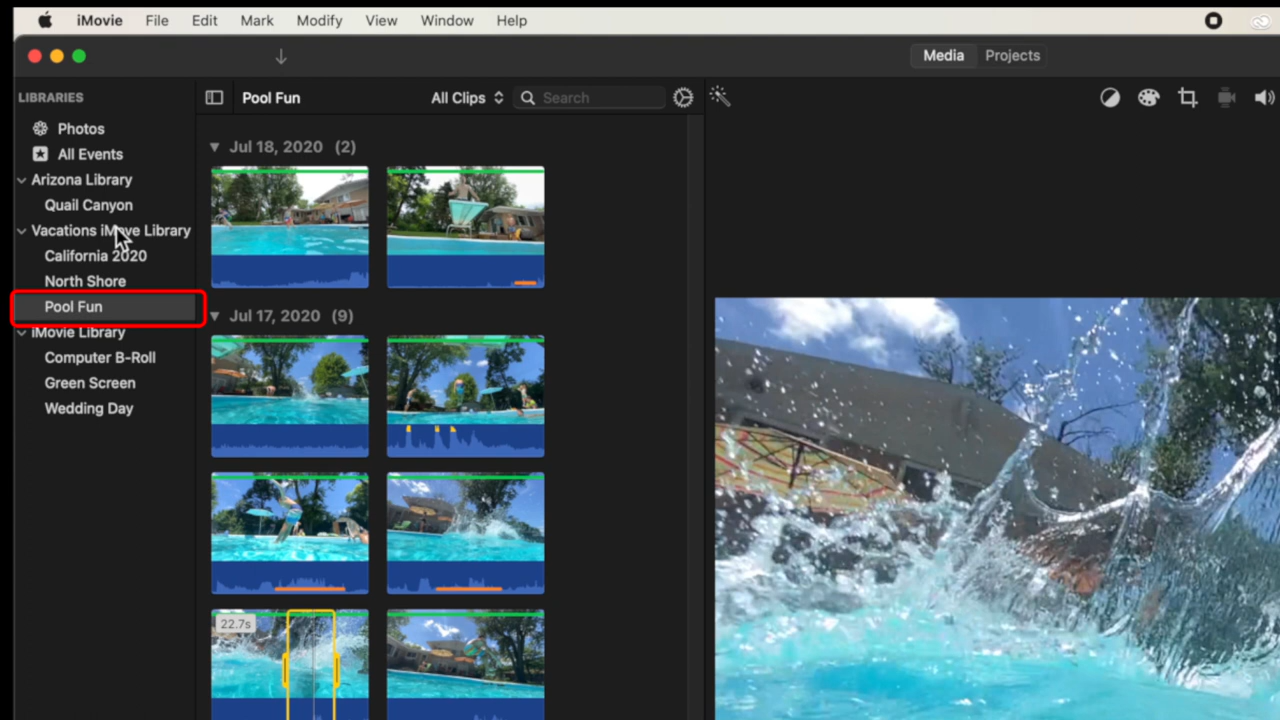 iMovie File Edit Mark Modify View Window Help
Media Projects
LIBRARIES
Pool Fun
All Clips
Search
Photos
All Events
Arizona Library
Quail Canyon
Vacations iMovie Library
California 2020
North Shore
Pool Fun
iMovie Library
Computer B-Roll
Green Screen
Wedding Day
Jul 18, 2020 (2)
Jul 17, 2020 (9)
22.7s